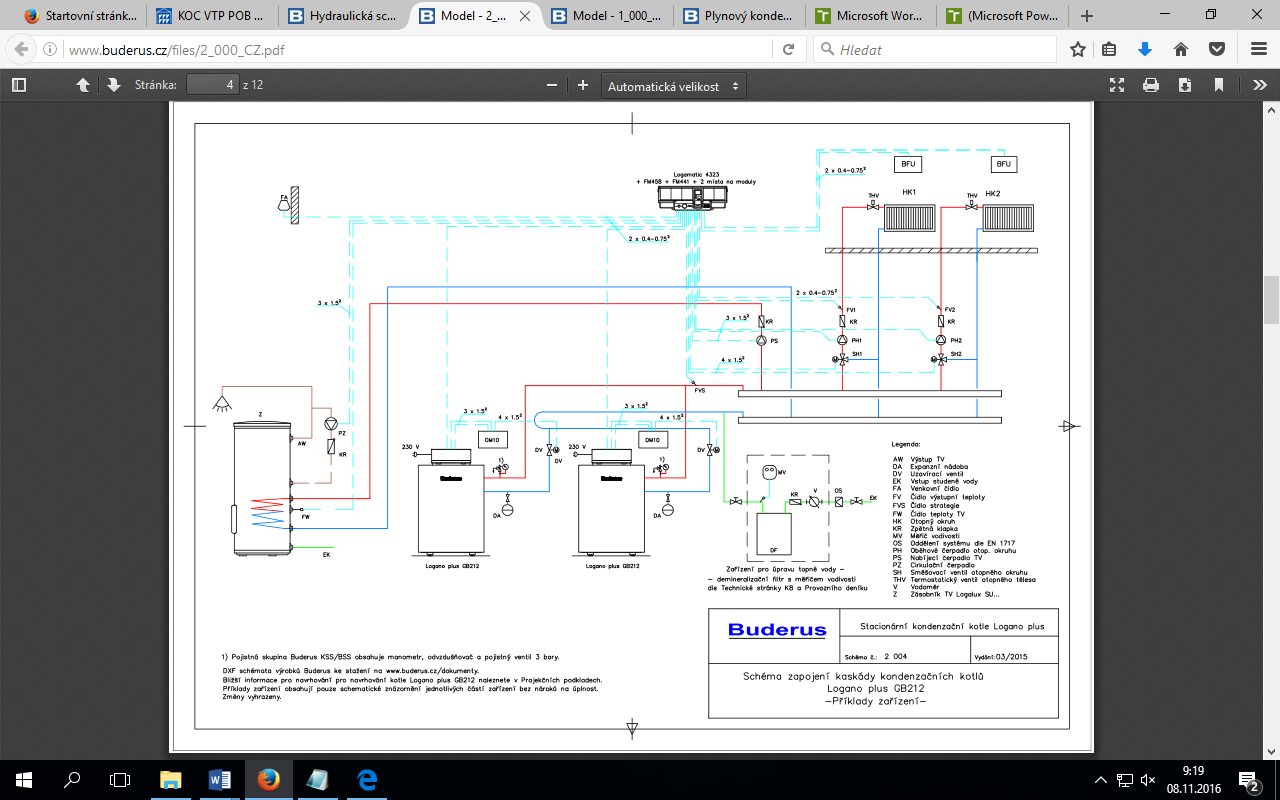 Startovní stránk...
KOC VTP POB ...
Hydraulická sc...
Model - 2_...
Model - 1_000_...
Plynový konde...
Microsoft Wor...
(Microsoft Pow...
www.buderus.cz/files/2_000_CZ.pdf
Hledat
Stránka: 4 z 12
Automatická velikost
BFU
BFU
2 x 0.4-0.75²
Logamatic 4323
+ FM458 + FM441 + 2 místa na moduly
FA
THV
HK1
THV
HK2
2 x 0.4-0.75²
3 x 1.5²
2 x 0.4-0.75²
FV1
FV2
3 x 1.5²
KR
KR
KR
PS
PH1
PH2
4 x 1.5²
M
SH1
M
SH2
FVS
Z
3 x 1.5²
4 x 1.5²
3 x 1.5²
4 x 1.5²
PZ
AW
KR
230 V
DM10
1)
DV
M
DV
230 V
DM10
1)
DV
M
Buderus
Buderus
FW
DA
DA
EK
MV
KR
V
OS
EK
DF
Logano plus GB212
Logano plus GB212
Zařízení pro úpravu topné vody -
- demineralizační filtr s měřičem vodivosti
dle Technické stránky K8 a Provozního deníku
Legenda:
AW Výstup TV
DA Expanzní nádoba
DV Uzavírací ventil
EK Vstup studené vody
FA Venkovní čidlo
FV Čidlo výstupní teploty
FVS Čidlo strategie
FW Čidlo teploty TV
HK Otopný okruh
KR Zpětná klapka
MV Měřič vodivosti
OS Oddělení systému dle EN 1717
PH Oběhové čerpadlo otop. okruhu
PS Nabíjecí čerpadlo TV
PZ Cirkulační čerpadlo
SH Směšovací ventil otopného okruhu
THV Termostatický ventil otopného tělesa
V Vodoměr
Z Zásobník TV Logalux SU...
Buderus
Stacionární kondenzační kotle Logano plus
Schéma č.: 2 004
Vydání:03/2015
Schéma zapojení kaskády kondenzačních kotlů
Logano plus GB212
-Příklady zařízení-
1) Pojistná skupina Buderus KSS/BSS obsahuje manometr, odvzdušňovač a pojistný ventil 3 bary.
DXF schémata výrobků Buderus ke stažení na www.buderus.cz/dokumenty.
Bližší informace pro navrhování pro navrhování kotle Logano plus GB212 naleznete v Projekčních podkladech.
Příklady zařízení obsahují pouze schematické znázornění jednotlivých částí zařízení bez nároků na úplnost.
Změny vyhrazeny.
9:19
08.11.2016
2